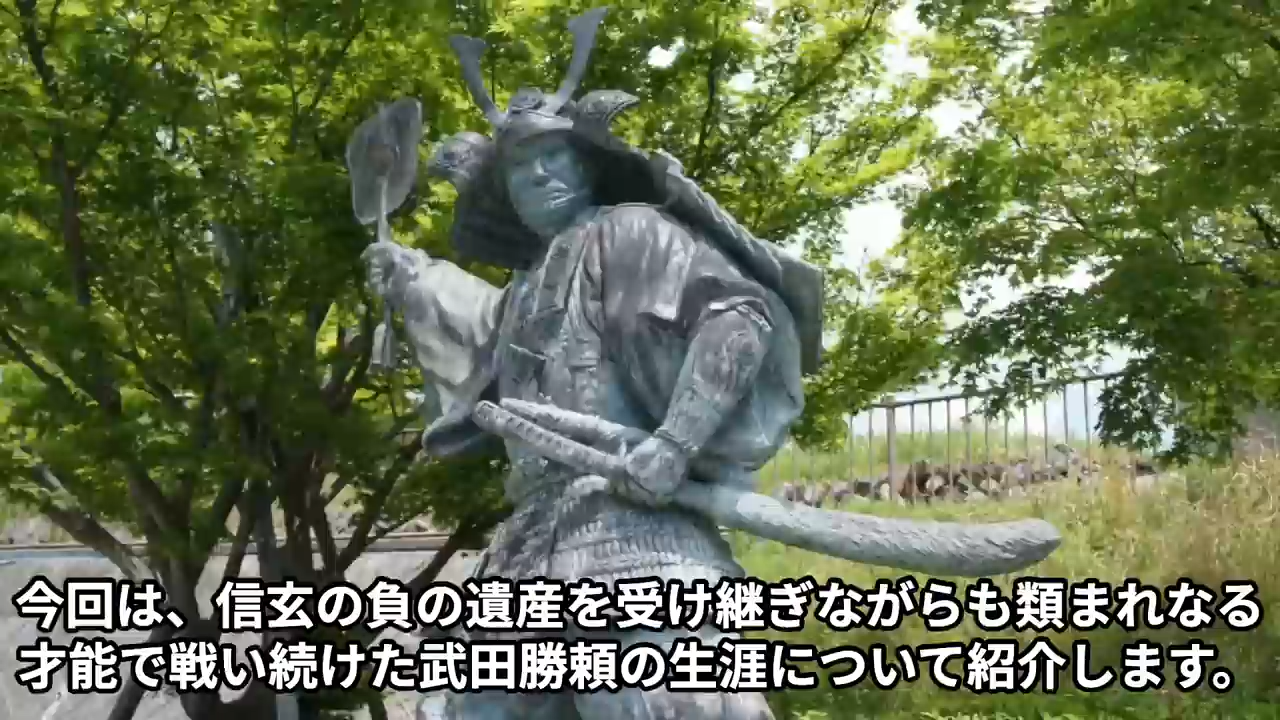 今回は、信玄の負の遺産を受け継ぎながらも類まれなる
才能で戦い続けた武田勝頼の生涯について紹介します。